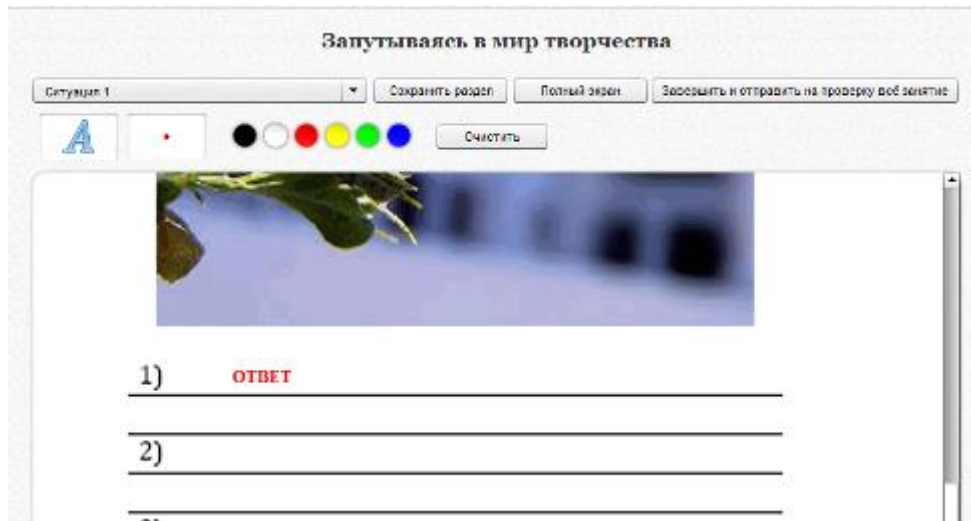 Запутываясь в мир творчества
Ситуация 1 Сохранить раздел Полный экран Завершить и отправить на проверку всё занятие
A Очистить
1) ОТВЕТ
2)